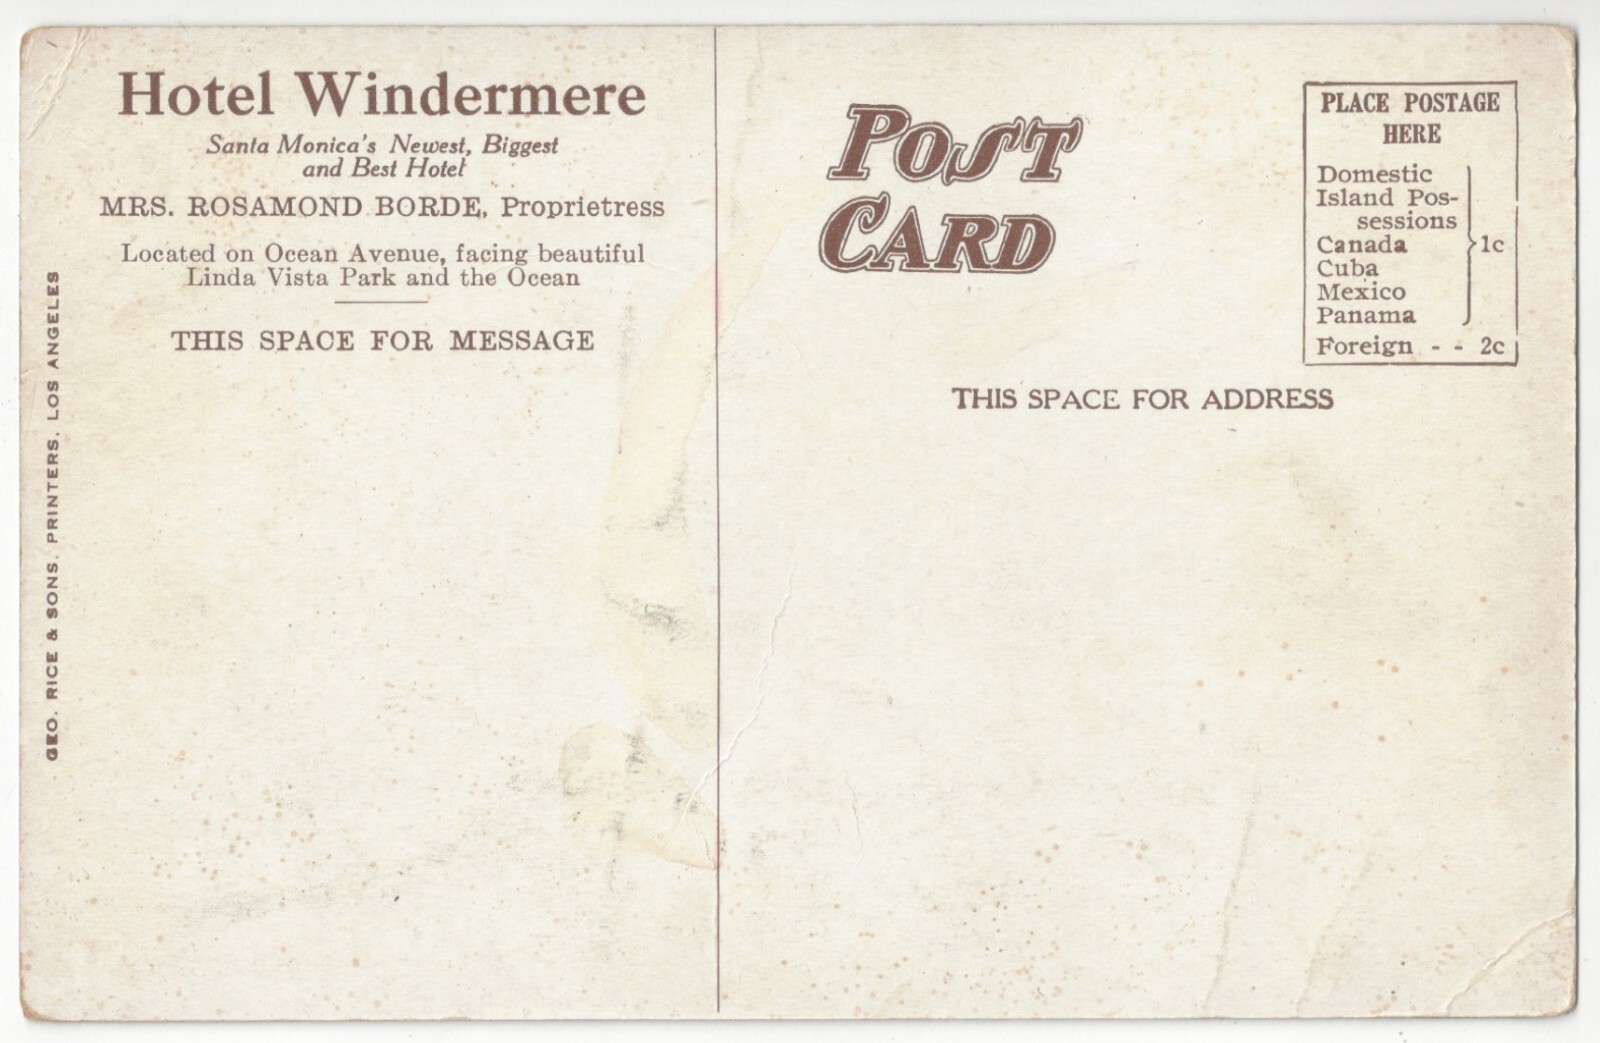 Hotel Windermere
Santa Monica's Newest, Biggest
and Best Hotel
MRS. ROSAMOND BORDE, Proprietress
Located on Ocean Avenue, facing beautiful
Linda Vista Park and the Ocean
THIS SPACE FOR MESSAGE
GEO. RICE & SONS, PRINTERS, LOS ANGELES
POST
CARD
PLACE POSTAGE
HERE
Domestic
Island Pos-
sessions
Canada
Cuba
Mexico
Panama
1c
Foreign - - 2c
THIS SPACE FOR ADDRESS